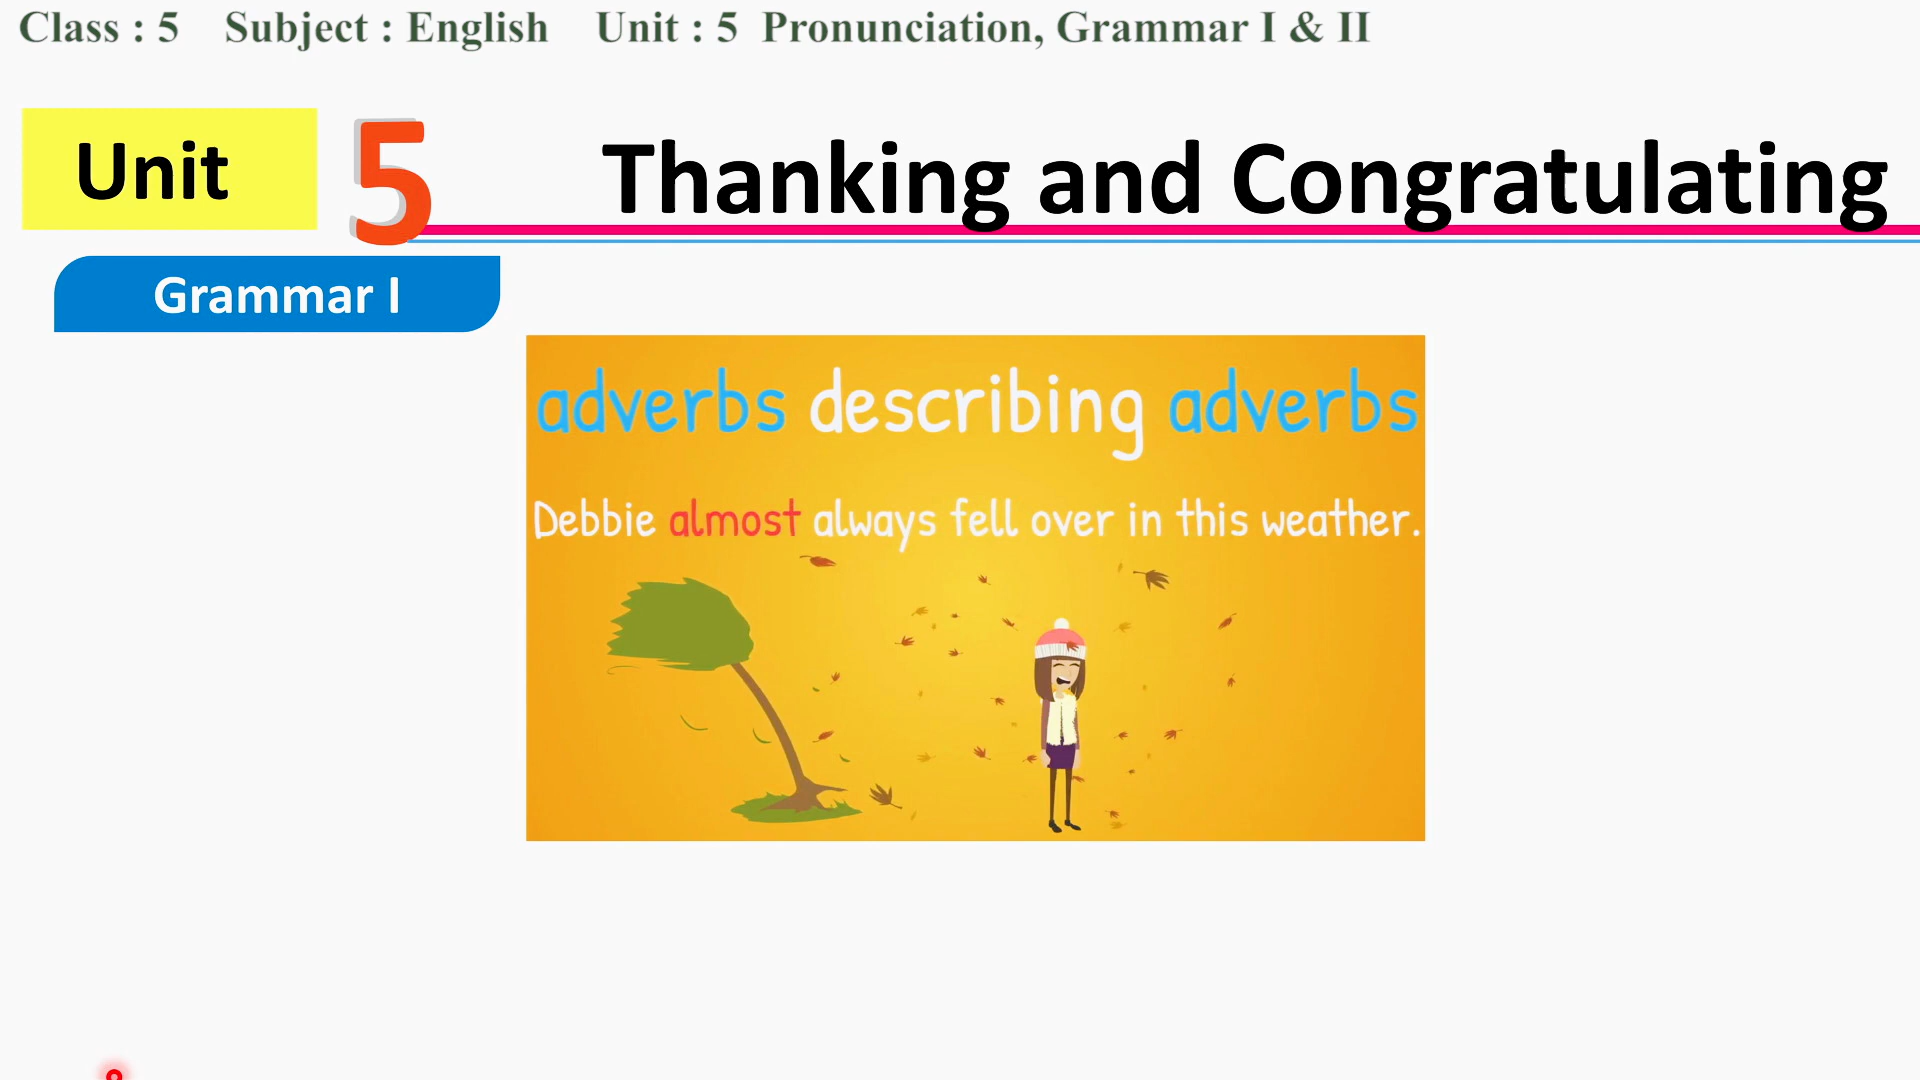 Class : 5 Subject : English Unit : 5 Pronunciation, Grammar I & II
Unit 5 Thanking and Congratulating
Grammar I
adverbs describing adverbs
Debbie almost always fell over in this weather.